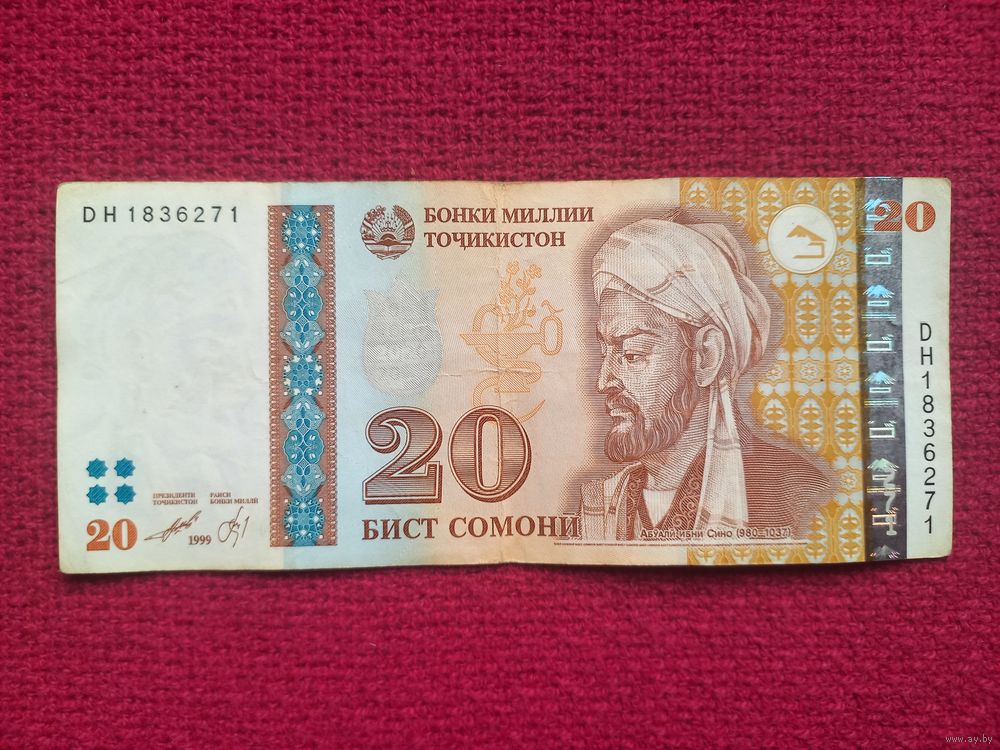 DH1836271
БОНКИ МИЛЛИИ
ТОҶИКИСТОН
20
20
БИСТ СОМОНӢ
ПРЕЗИДЕНТИ
ТОҶИКИСТОН
РАИСИ
БОНКИ МИЛЛӢ
20
1999
Абуалӣ ибни Сино (980–1037)
DH1836271
www.ay.by